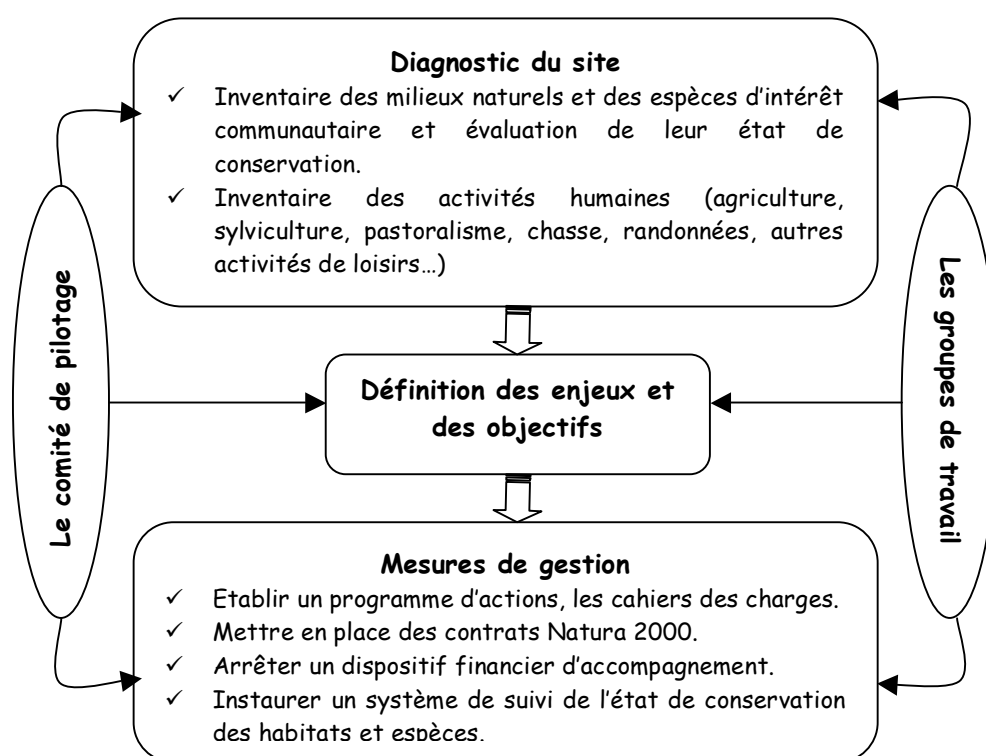 Diagnostic du site
✓ Inventaire des milieux naturels et des espèces d'intérêt
communautaire et évaluation de leur état de
conservation.
✓ Inventaire des activités humaines (agriculture,
sylviculture, pastoralisme, chasse, randonnées, autres
activités de loisirs…)
Le comité de pilotage
Définition des enjeux et
des objectifs
Les groupes de travail
Mesures de gestion
✓ Etablir un programme d'actions, les cahiers des charges.
✓ Mettre en place des contrats Natura 2000.
✓ Arrêter un dispositif financier d'accompagnement.
✓ Instaurer un système de suivi de l'état de conservation
des habitats et espèces.